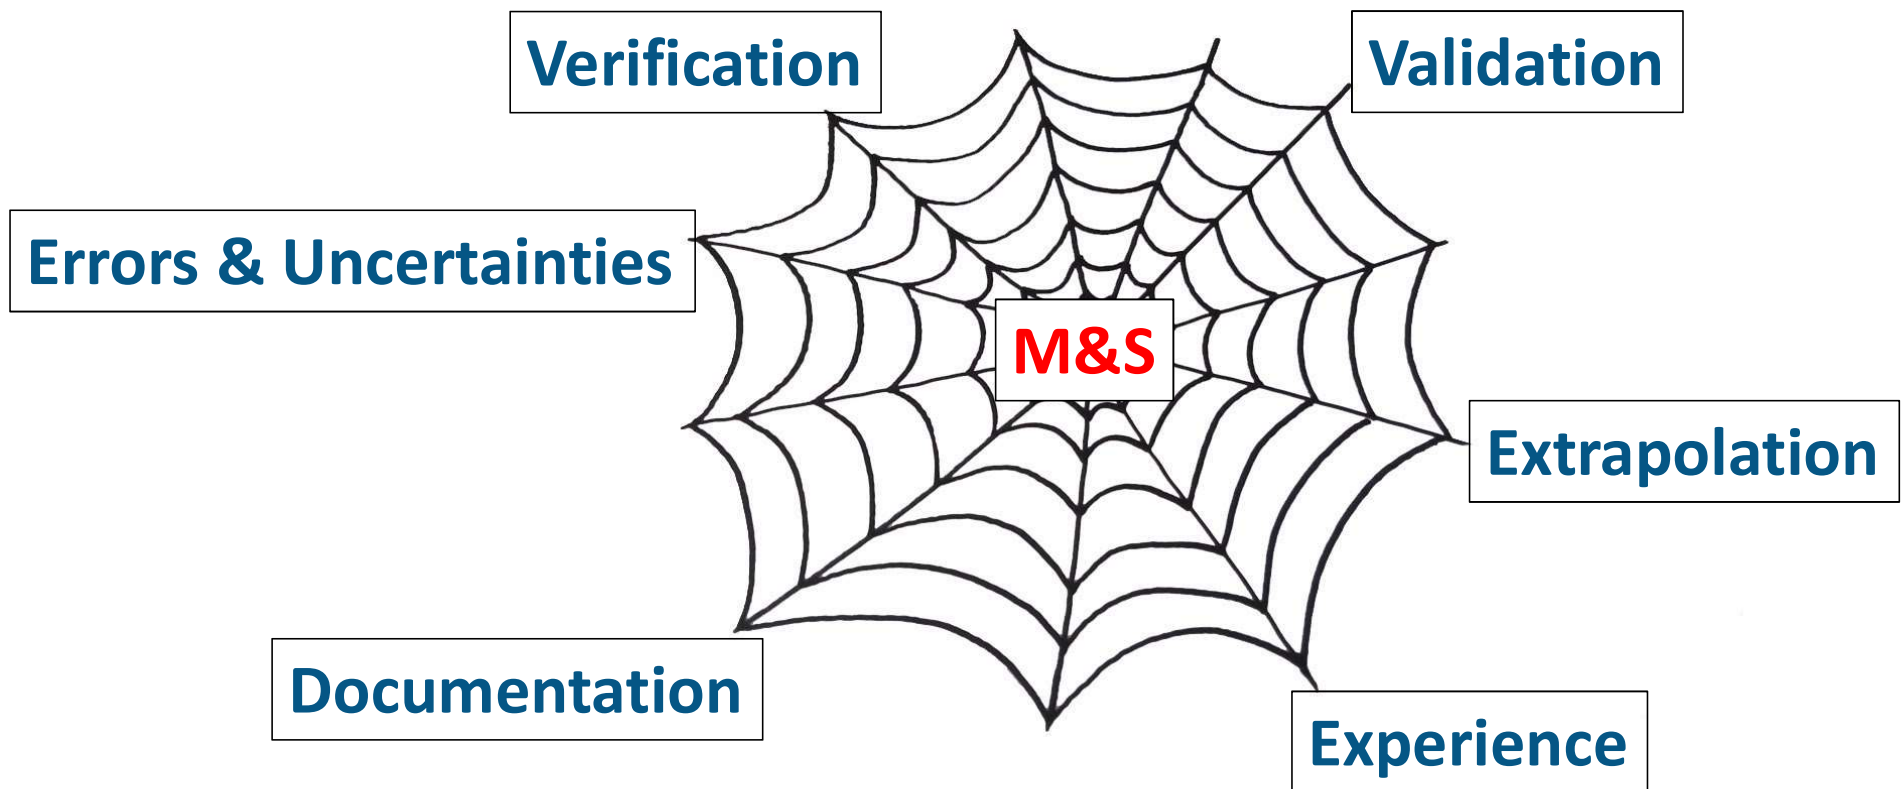 Verification
Validation
Errors & Uncertainties
M&S
Extrapolation
Documentation
Experience